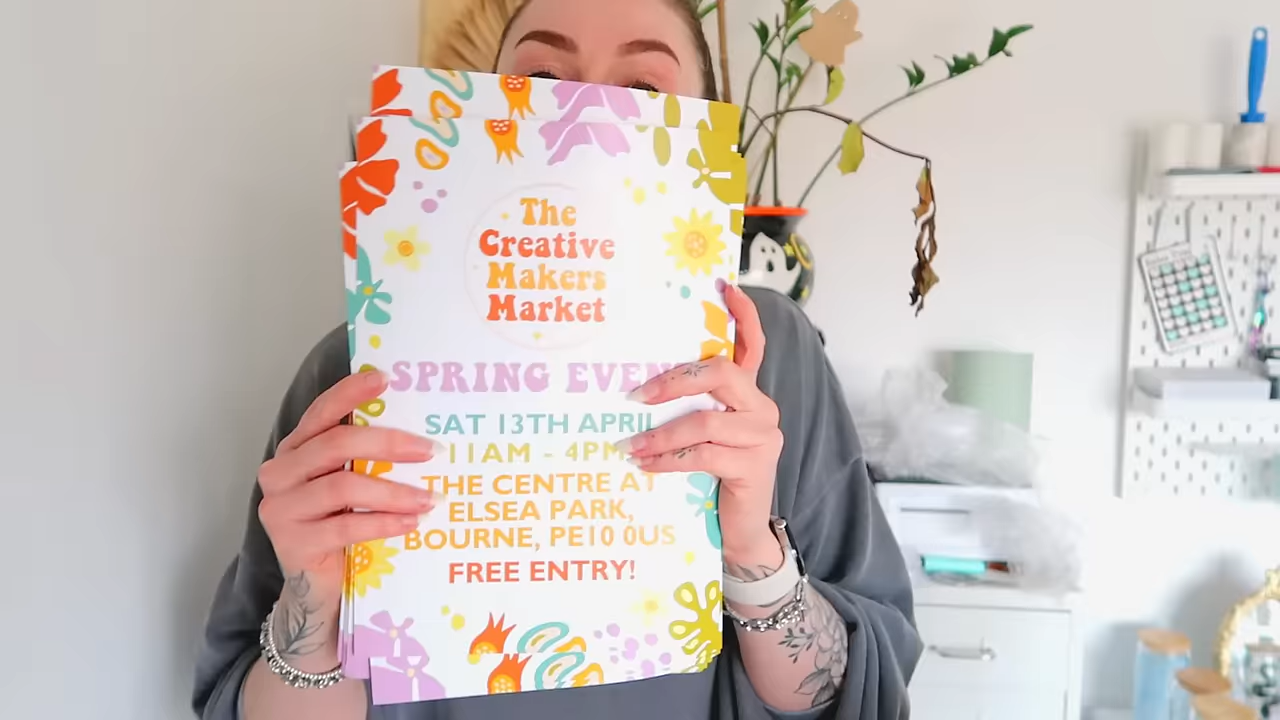 The
Creative
Makers
Market
SPRING EVEN
SAT 13TH APRIL
11AM - 4PM
THE CENTRE AT
ELSEA PARK,
BOURNE, PE10 0US
FREE ENTRY!